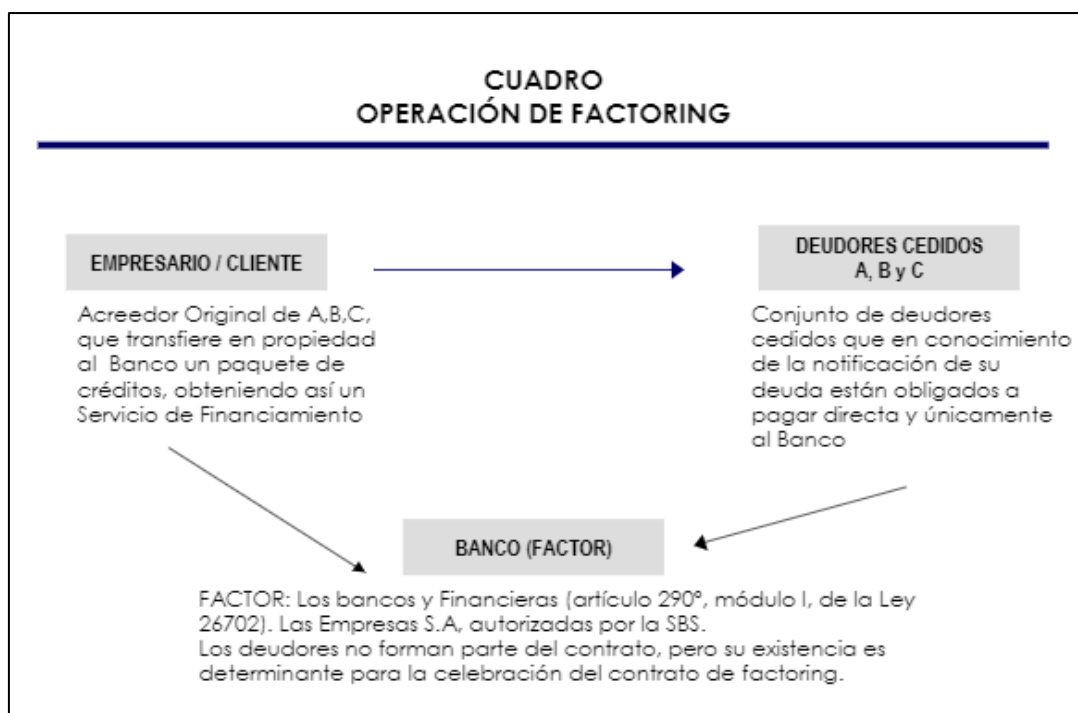 CUADRO
OPERACIÓN DE FACTORING
EMPRESARIO / CLIENTE
Acreedor Original de A,B,C,
que transfiere en propiedad
al Banco un paquete de
créditos, obteniendo así un
Servicio de Financiamiento
DEUDORES CEDIDOS
A, B y C
Conjunto de deudores
cedidos que en conocimiento
de la notificación de su
deuda están obligados a
pagar directa y únicamente
al Banco
BANCO (FACTOR)
FACTOR: Los bancos y Financieras (artículo 290º, módulo I, de la Ley
26702). Las Empresas S.A, autorizadas por la SBS.
Los deudores no forman parte del contrato, pero su existencia es
determinante para la celebración del contrato de factoring.